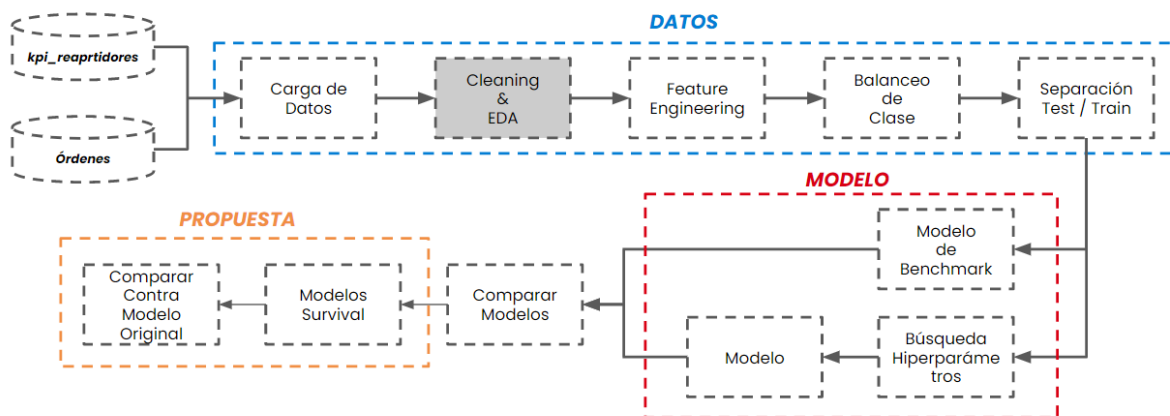 DATOS
kpi_reaprtidores
Órdenes
Carga de
Datos
Cleaning
&
EDA
Feature
Engineering
Balanceo
de
Clase
Separación
Test / Train
MODELO
Modelo
de
Benchmark
Búsqueda
Hiperparáme
tros
Modelo
Comparar
Modelos
PROPUESTA
Modelos
Survival
Comparar
Contra
Modelo
Original